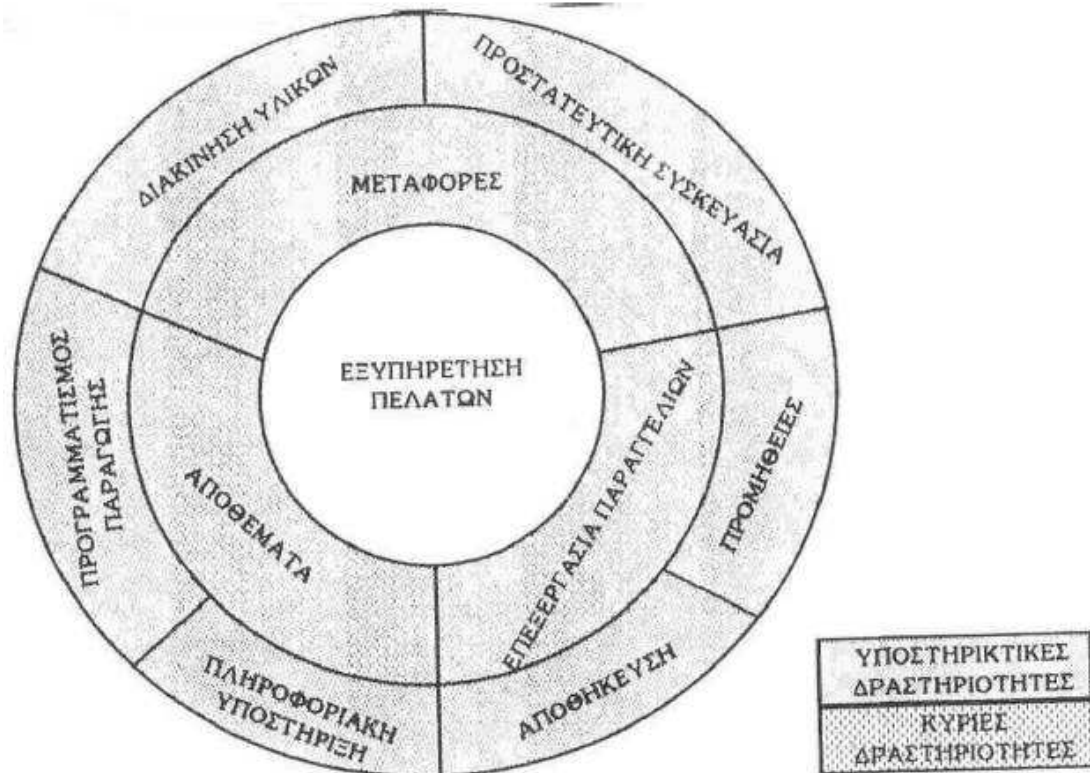 ΔΙΑΚΙΝΗΣΗ ΥΛΙΚΩΝ
ΠΡΟΣΤΑΤΕΥΤΙΚΗ ΣΥΣΚΕΥΑΣΙΑ
ΜΕΤΑΦΟΡΕΣ
ΕΞΥΠΗΡΕΤΗΣΗ
ΠΕΛΑΤΩΝ
ΠΡΟΓΡΑΜΜΑΤΙΣΜΟΣ
ΠΑΡΑΓΩΓΗΣ
ΑΠΟΘΕΜΑΤΑ
ΕΠΕΞΕΡΓΑΣΙΑ ΠΑΡΑΓΓΕΛΙΩΝ
ΠΡΟΜΗΘΕΙΕΣ
ΠΛΗΡΟΦΟΡΙΑΚΗ
ΥΠΟΣΤΗΡΙΞΗ
ΑΠΟΘΗΚΕΥΣΗ
ΥΠΟΣΤΗΡΙΚΤΙΚΕΣ
ΔΡΑΣΤΗΡΙΟΤΗΤΕΣ
ΚΥΡΙΕΣ
ΔΡΑΣΤΗΡΙΟΤΗΤΕΣ